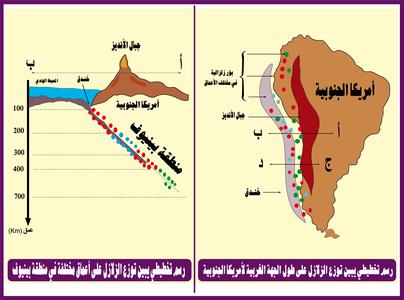 بؤر زلزالية
في مختلف الأعماق
أمريكا الجنوبية
جبال الأنديز
أ
ب
ج
د
خندق
رسم تخطيطي يبين توزع الزلازل على طول الجهة الغربية لأمريكا الجنوبية
جبال الأنديز
أ
ب
خندق
المحيط الهادي
أمريكا الجنوبية
100
200
300
400
700
منطقة بينيوف
عمق (Km)
رسم تخطيطي يبين توزع الزلازل على أعماق مختلفة في منطقة بينيوف